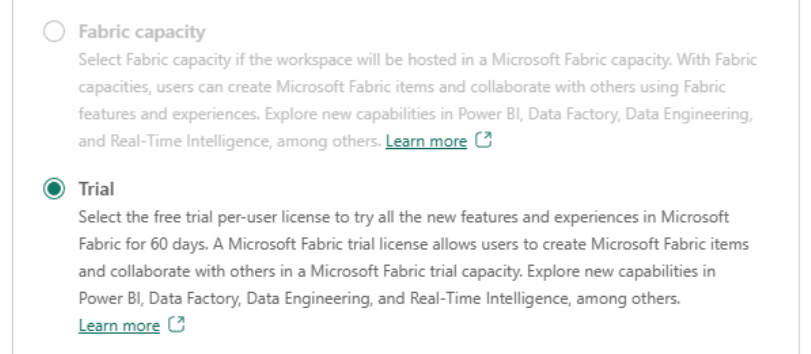 Fabric capacity
Select Fabric capacity if the workspace will be hosted in a Microsoft Fabric capacity. With Fabric
capacities, users can create Microsoft Fabric items and collaborate with others using Fabric
features and experiences. Explore new capabilities in Power BI, Data Factory, Data Engineering,
and Real-Time Intelligence, among others. Learn more
Trial
Select the free trial per-user license to try all the new features and experiences in Microsoft
Fabric for 60 days. A Microsoft Fabric trial license allows users to create Microsoft Fabric items
and collaborate with others in a Microsoft Fabric trial capacity. Explore new capabilities in
Power BI, Data Factory, Data Engineering, and Real-Time Intelligence, among others.
Learn more